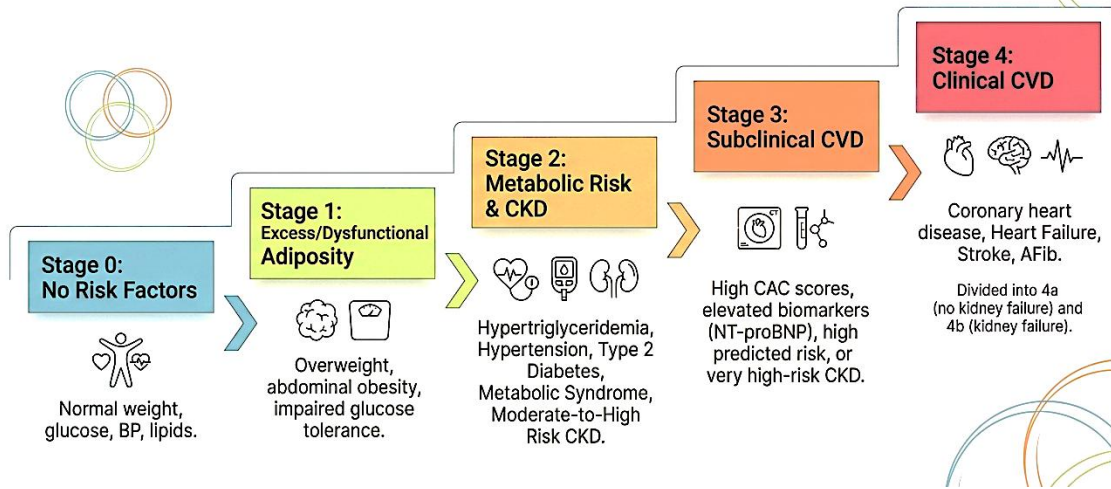 Stage 0:
No Risk Factors
Normal weight,
glucose, BP, lipids.
Stage 1:
Excess/Dysfunctional
Adiposity
Overweight,
abdominal obesity,
impaired glucose
tolerance.
Stage 2:
Metabolic Risk
& CKD
Hypertriglyceridemia,
Hypertension, Type 2
Diabetes,
Metabolic Syndrome,
Moderate-to-High
Risk CKD.
Stage 3:
Subclinical CVD
CT
High CAC scores,
elevated biomarkers
(NT-proBNP), high
predicted risk, or
very high-risk CKD.
Stage 4:
Clinical CVD
Coronary heart
disease, Heart Failure,
Stroke, AFib.
Divided into 4a
(no kidney failure) and
4b (kidney failure).